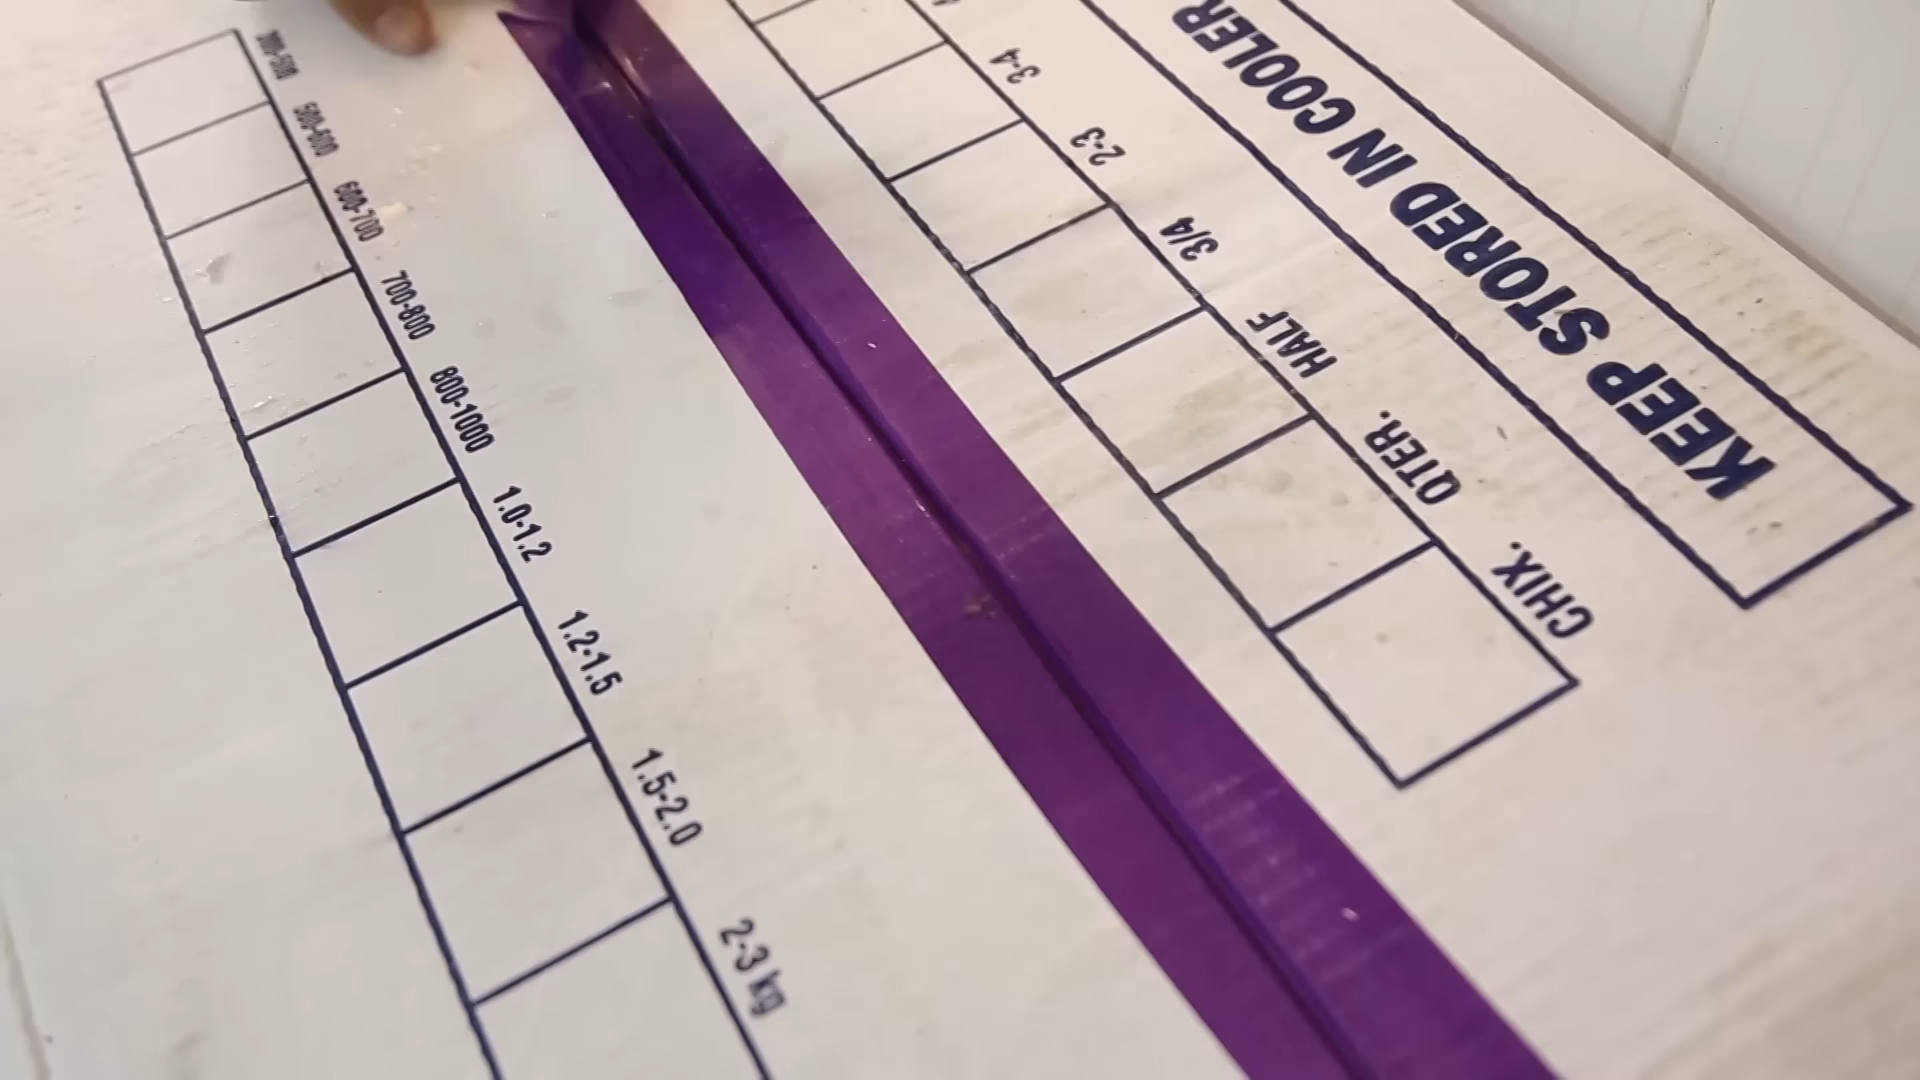 500-600
600-700
700-800
800-1000
1.0-1.2
1.2-1.5
1.5-2.0
2-3 kg
KEEP STORED IN COOLER
CHIX.
QTER.
HALF
3/4
2-3
3-4